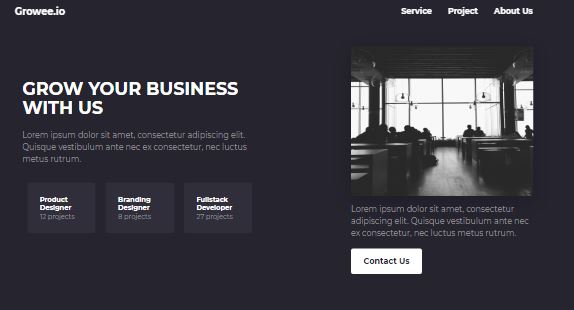 Growee.io
Service Project About Us
GROW YOUR BUSINESS
WITH US
Lorem ipsum dolor sit amet, consectetur adipiscing elit.
Quisque vestibulum ante nec ex consectetur, nec luctus
metus rutrum.
Product
Designer
12 projects
Branding
Designer
8 projects
Fullstack
Developer
27 projects
Lorem ipsum dolor sit amet, consectetur
adipiscing elit. Quisque vestibulum ante nec
ex consectetur, nec luctus metus rutrum.
Contact Us